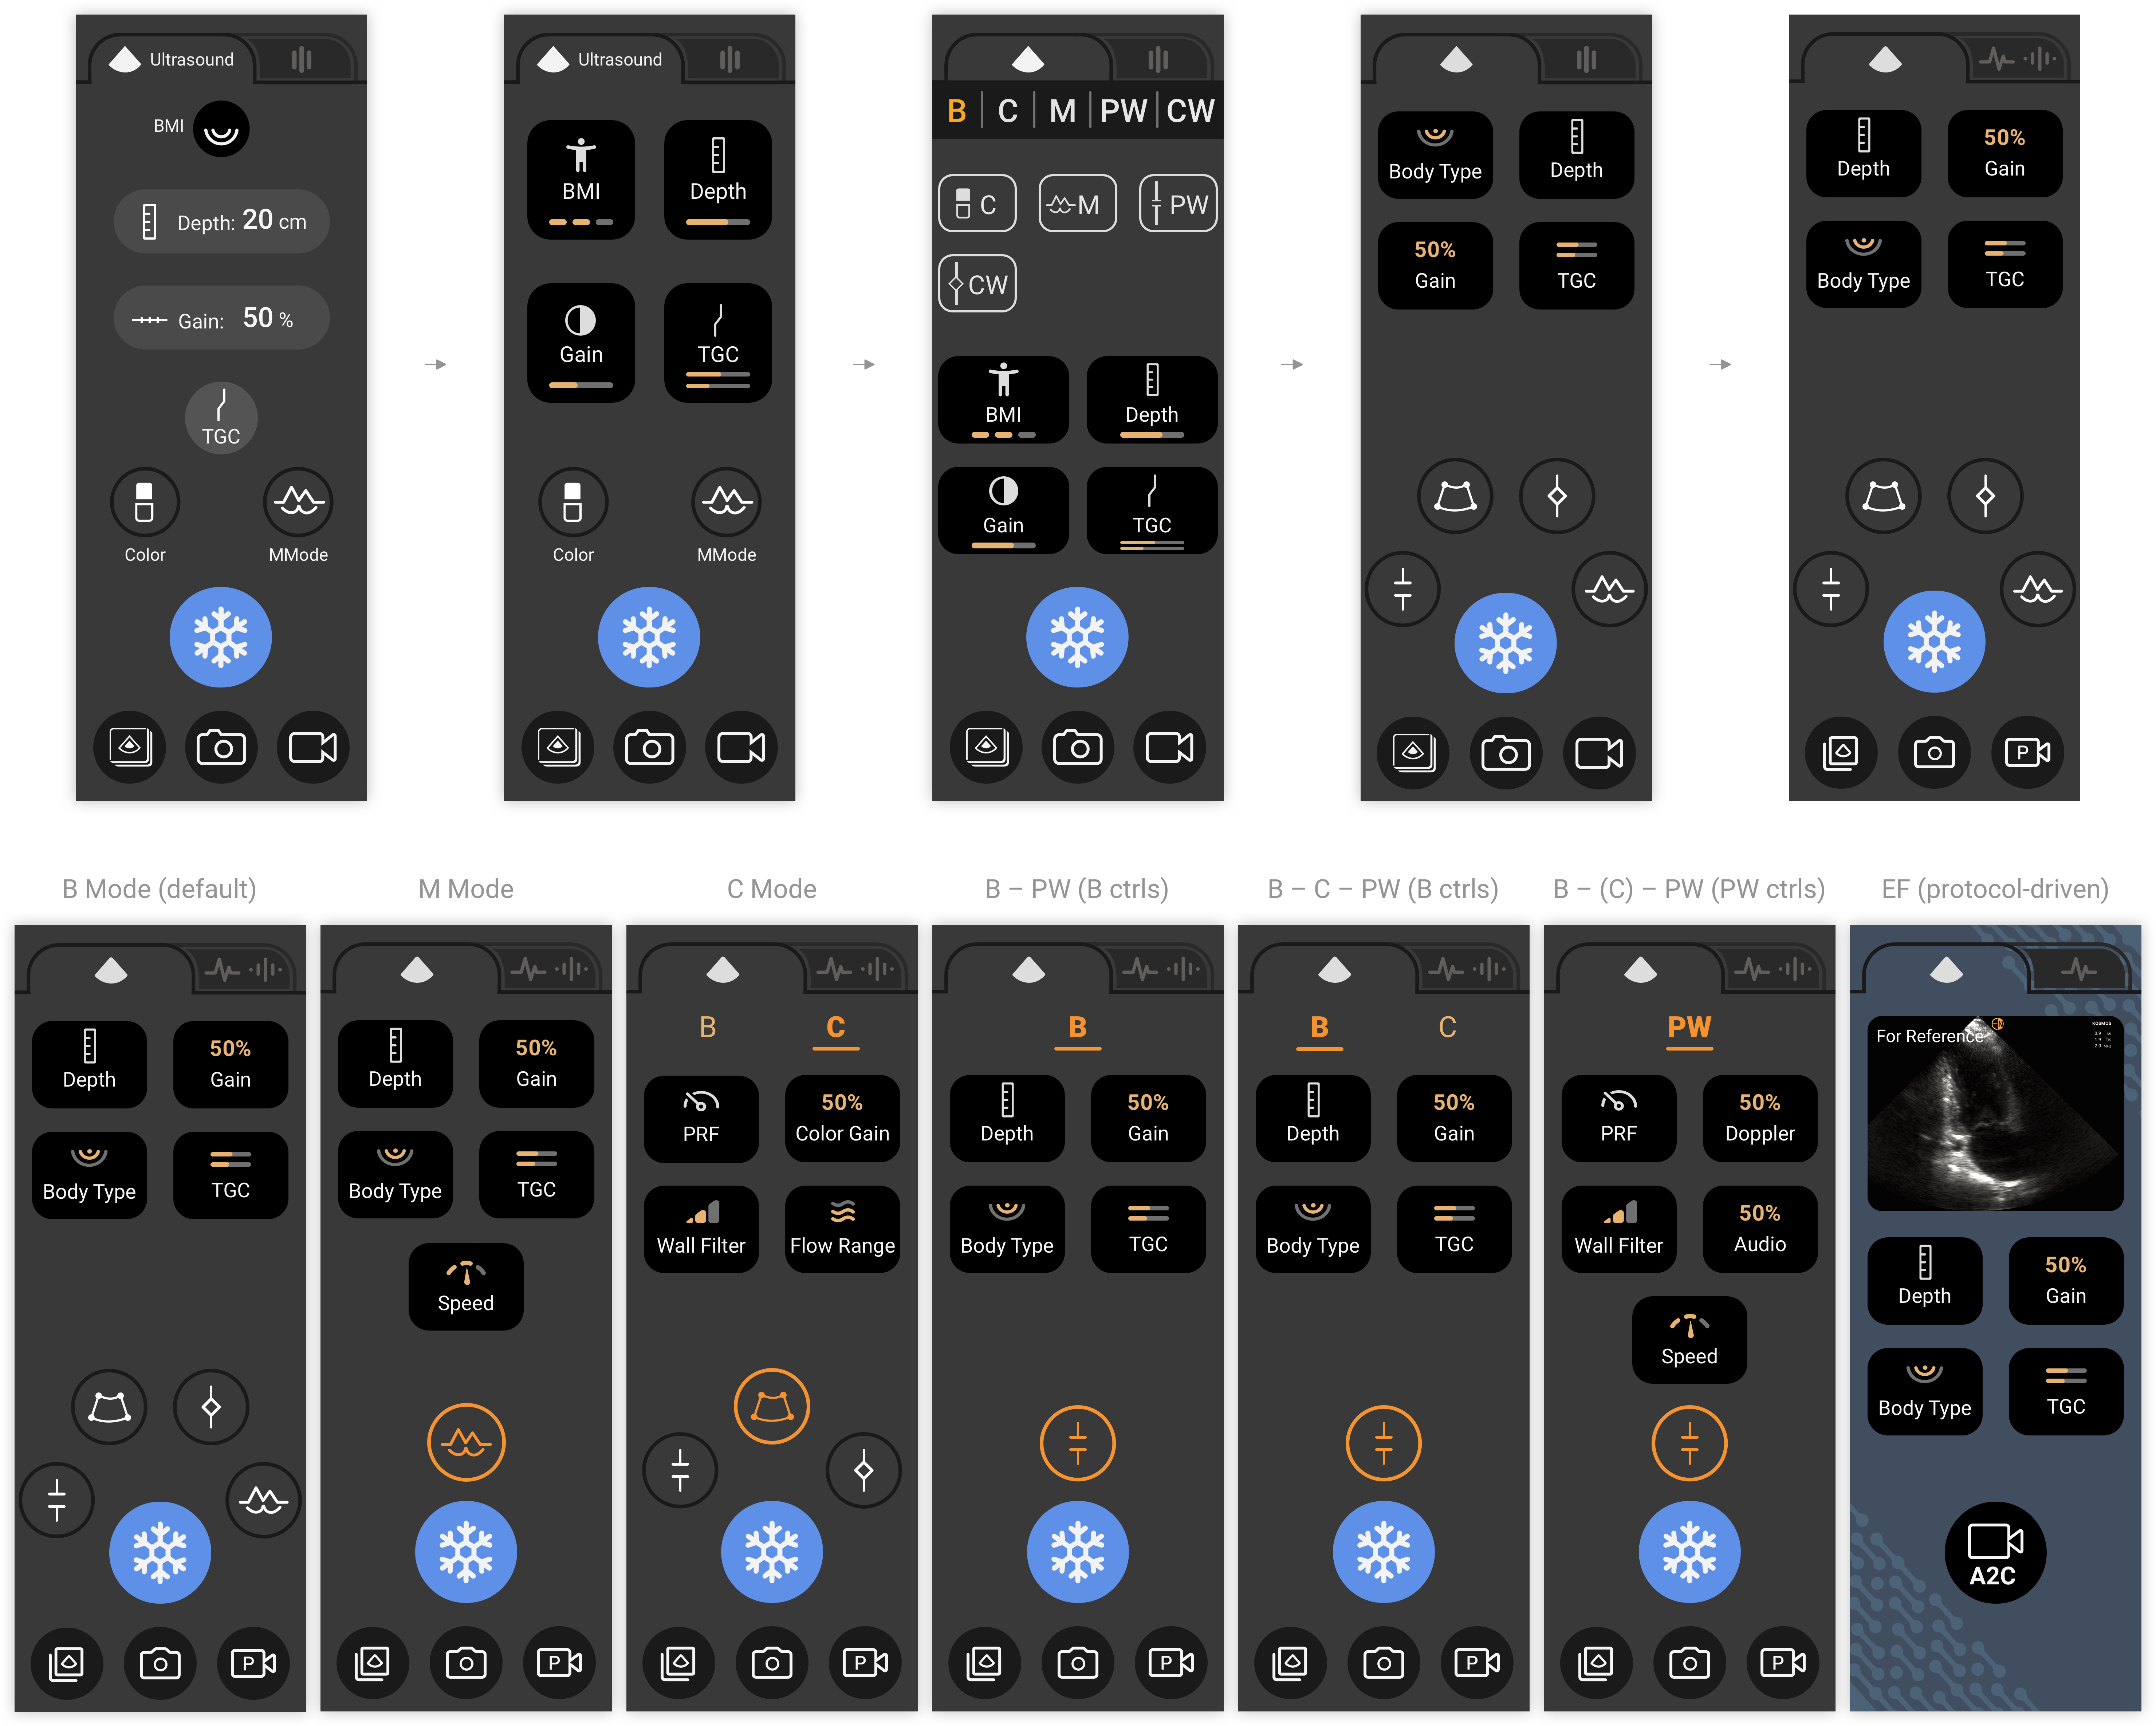 Ultrasound
BMI
Depth: 20 cm
Gain: 50 %
TGC
Color MMode
Ultrasound
BMI Depth
Gain TGC
Color MMode
B C M PW CW
C M PW
CW
BMI Depth
Gain TGC
Body Type Depth
50%
Gain TGC
50%
Depth Gain
Body Type TGC
P
B Mode (default)
50%
Depth Gain
Body Type TGC
P
M Mode
50%
Depth Gain
Body Type TGC
Speed
P
C Mode
B C
50%
PRF Color Gain
Wall Filter Flow Range
P
B – PW (B ctrls)
B
50%
Depth Gain
Body Type TGC
P
B – C – PW (B ctrls)
B C
50%
Depth Gain
Body Type TGC
P
B – (C) – PW (PW ctrls)
PW
50%
PRF Doppler
50%
Wall Filter Audio
Speed
P
EF (protocol-driven)
KOSMOS
For Reference
50%
Depth Gain
Body Type TGC
A2C